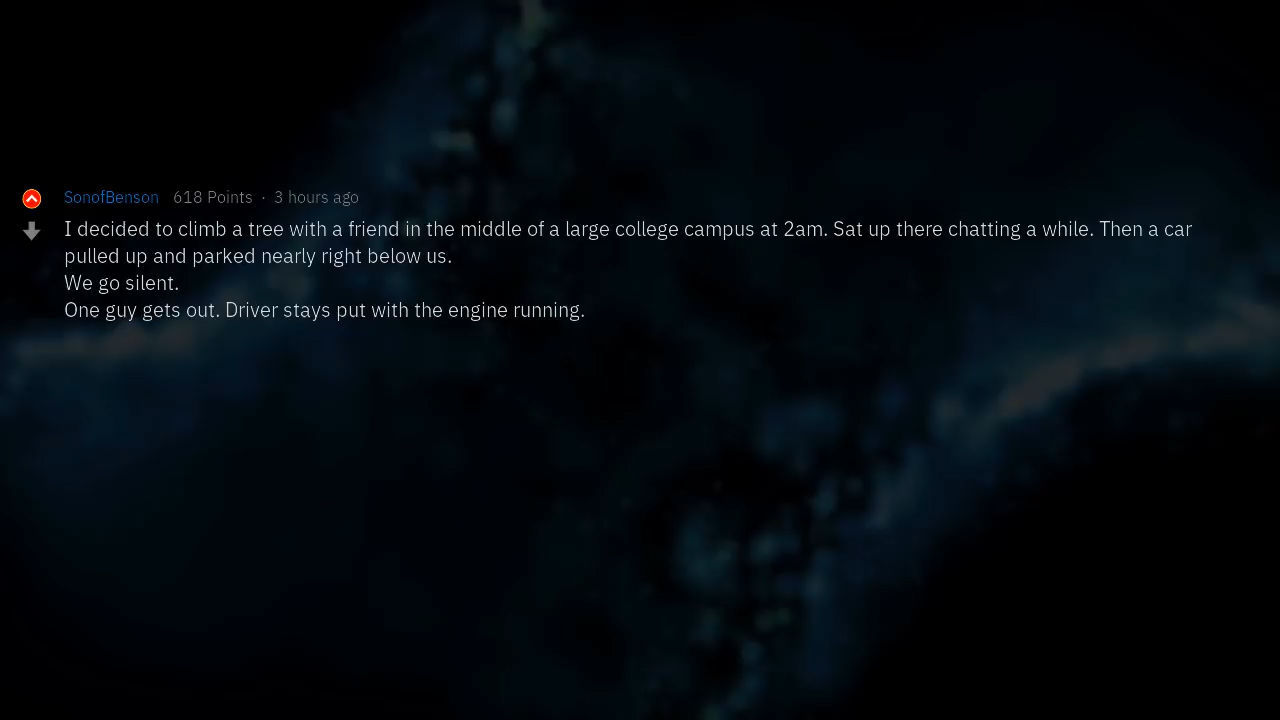 SonofBenson 618 Points · 3 hours ago
I decided to climb a tree with a friend in the middle of a large college campus at 2am. Sat up there chatting a while. Then a car
pulled up and parked nearly right below us.
We go silent.
One guy gets out. Driver stays put with the engine running.